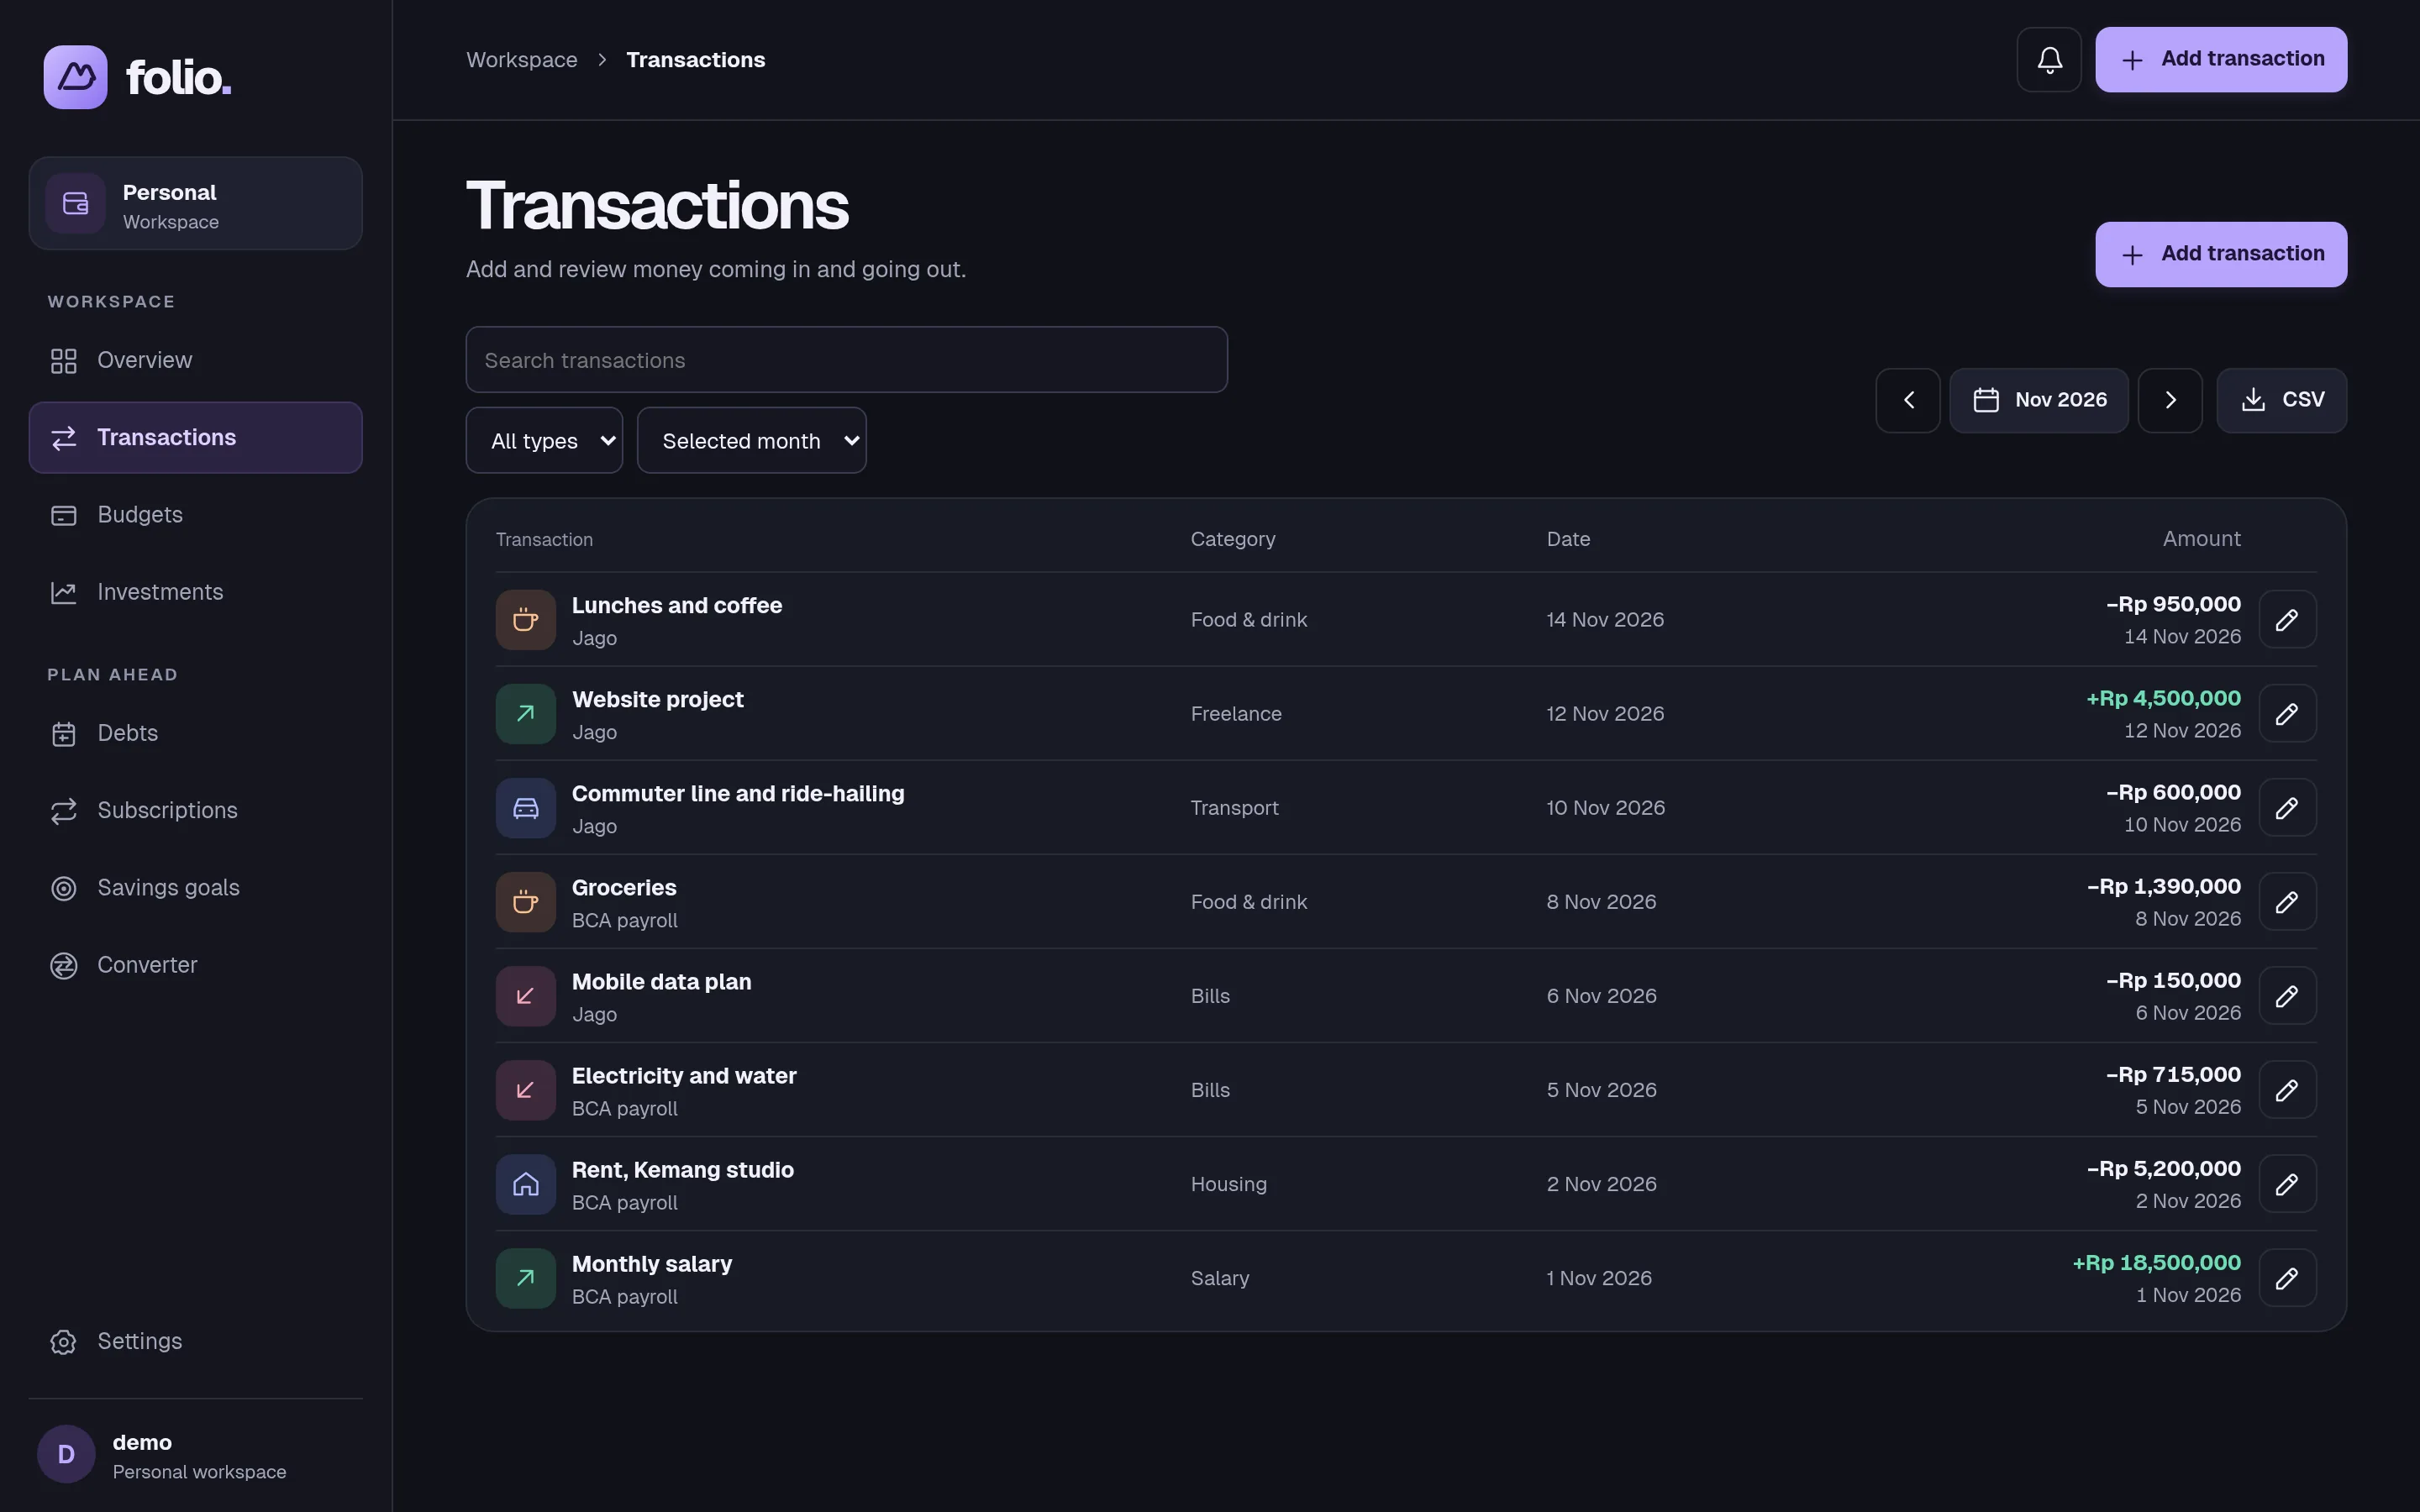 folio.
Personal
Workspace
WORKSPACE
Overview
Transactions
Budgets
Investments
PLAN AHEAD
Debts
Subscriptions
Savings goals
Converter
Settings
D
demo
Personal workspace
Workspace > Transactions
Add transaction
Transactions
Add and review money coming in and going out.
Add transaction
Search transactions
All types
Selected month
Nov 2026
CSV
Transaction Category Date Amount
Lunches and coffee
Jago
Food & drink
14 Nov 2026
–Rp 950,000
14 Nov 2026
Website project
Jago
Freelance
12 Nov 2026
+Rp 4,500,000
12 Nov 2026
Commuter line and ride-hailing
Jago
Transport
10 Nov 2026
–Rp 600,000
10 Nov 2026
Groceries
BCA payroll
Food & drink
8 Nov 2026
–Rp 1,390,000
8 Nov 2026
Mobile data plan
Jago
Bills
6 Nov 2026
–Rp 150,000
6 Nov 2026
Electricity and water
BCA payroll
Bills
5 Nov 2026
–Rp 715,000
5 Nov 2026
Rent, Kemang studio
BCA payroll
Housing
2 Nov 2026
–Rp 5,200,000
2 Nov 2026
Monthly salary
BCA payroll
Salary
1 Nov 2026
+Rp 18,500,000
1 Nov 2026